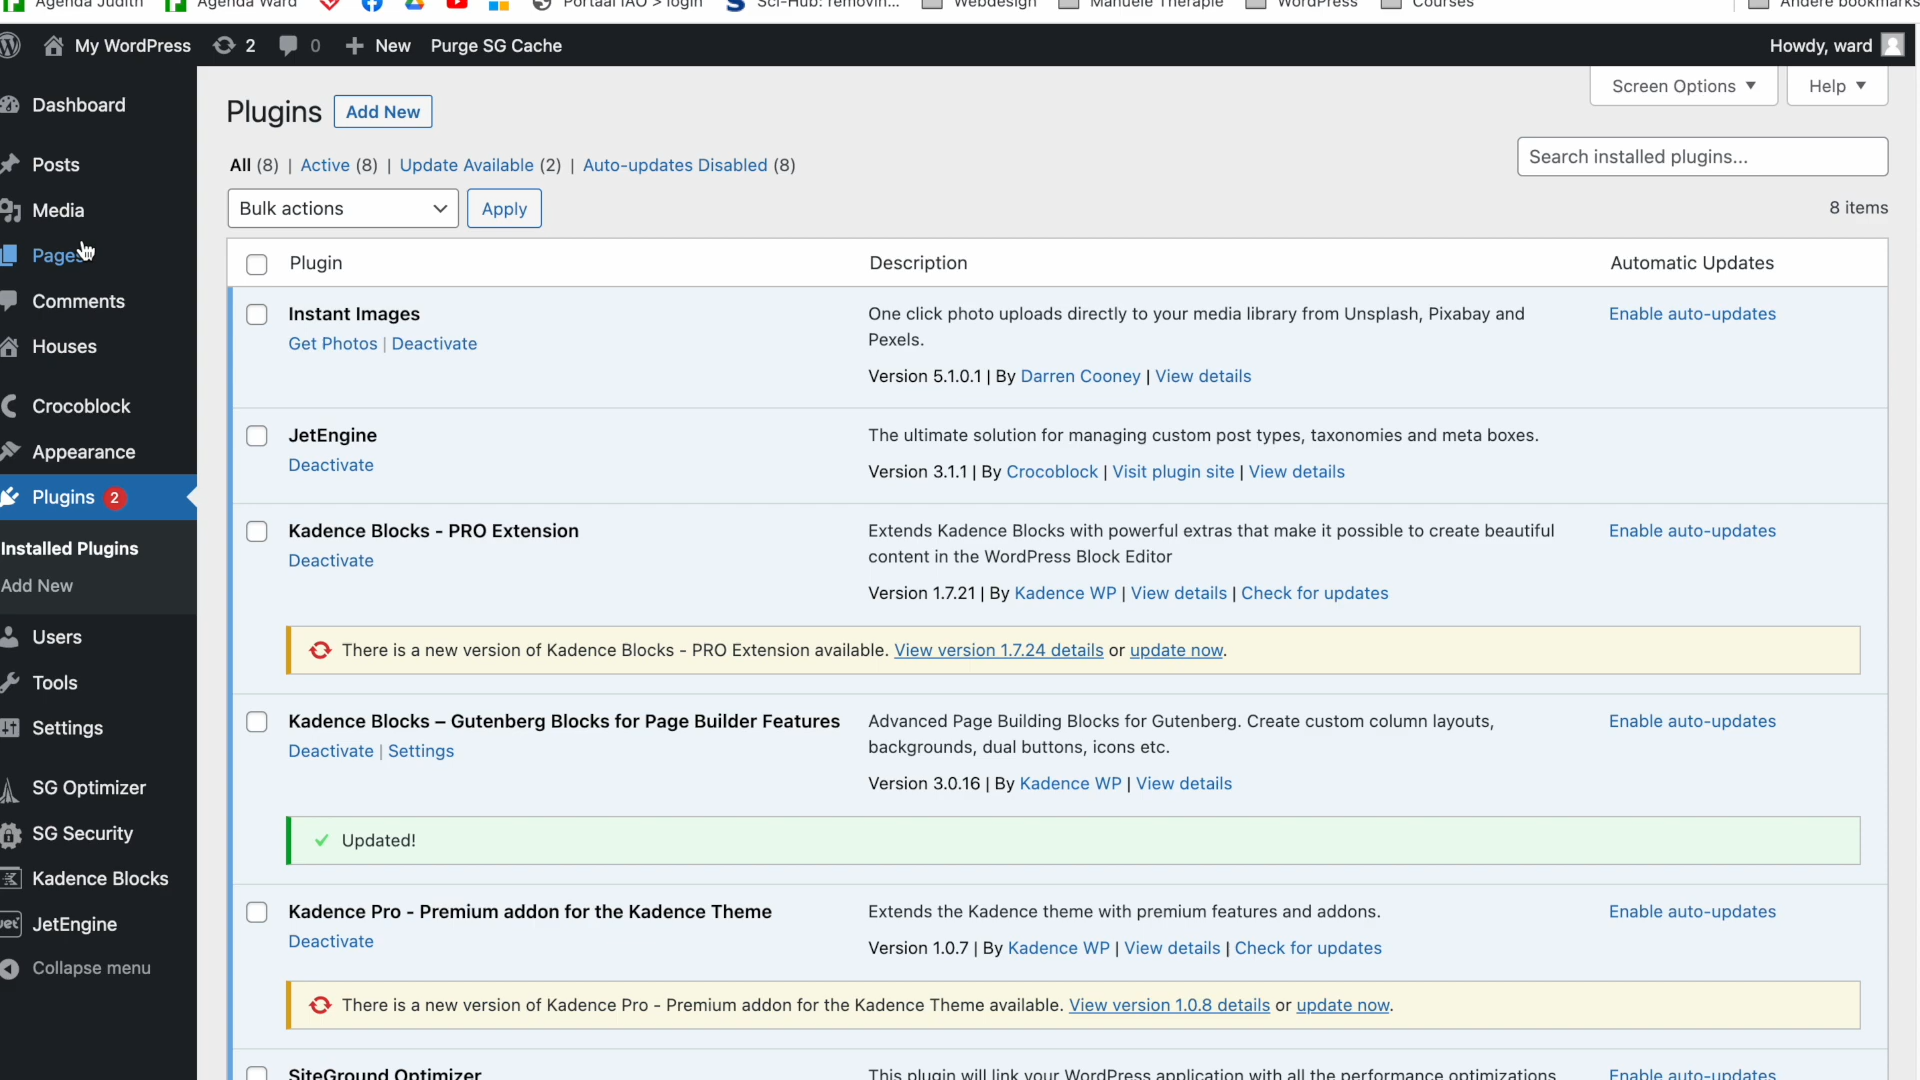 Agenda Judith Agenda Ward Portaal IAO > login Sci-Hub: removin... Webdesign Manuele Therapie WordPress Courses Andere bookmarks
My WordPress 2 0 New Purge SG Cache Howdy, ward
Screen Options Help
Dashboard
Posts
Media
Pages
Comments
Houses
Crocoblock
Appearance
Plugins 2
Installed Plugins
Add New
Users
Tools
Settings
SG Optimizer
SG Security
Kadence Blocks
JetEngine
Collapse menu
Plugins Add New
All (8) | Active (8) | Update Available (2) | Auto-updates Disabled (8)
Search installed plugins...
Bulk actions Apply
8 items
Plugin Description Automatic Updates
Instant Images
Get Photos | Deactivate
One click photo uploads directly to your media library from Unsplash, Pixabay and
Pexels.
Version 5.1.0.1 | By Darren Cooney | View details
Enable auto-updates
JetEngine
Deactivate
The ultimate solution for managing custom post types, taxonomies and meta boxes.
Version 3.1.1 | By Crocoblock | Visit plugin site | View details
Kadence Blocks - PRO Extension
Deactivate
Extends Kadence Blocks with powerful extras that make it possible to create beautiful
content in the WordPress Block Editor
Version 1.7.21 | By Kadence WP | View details | Check for updates
Enable auto-updates
There is a new version of Kadence Blocks - PRO Extension available. View version 1.7.24 details or update now.
Kadence Blocks – Gutenberg Blocks for Page Builder Features
Deactivate | Settings
Advanced Page Building Blocks for Gutenberg. Create custom column layouts,
backgrounds, dual buttons, icons etc.
Version 3.0.16 | By Kadence WP | View details
Enable auto-updates
Updated!
Kadence Pro - Premium addon for the Kadence Theme
Deactivate
Extends the Kadence theme with premium features and addons.
Version 1.0.7 | By Kadence WP | View details | Check for updates
Enable auto-updates
There is a new version of Kadence Pro - Premium addon for the Kadence Theme available. View version 1.0.8 details or update now.
SiteGround Optimizer
This plugin will link your WordPress application with all the performance optimizations
Enable auto-updates